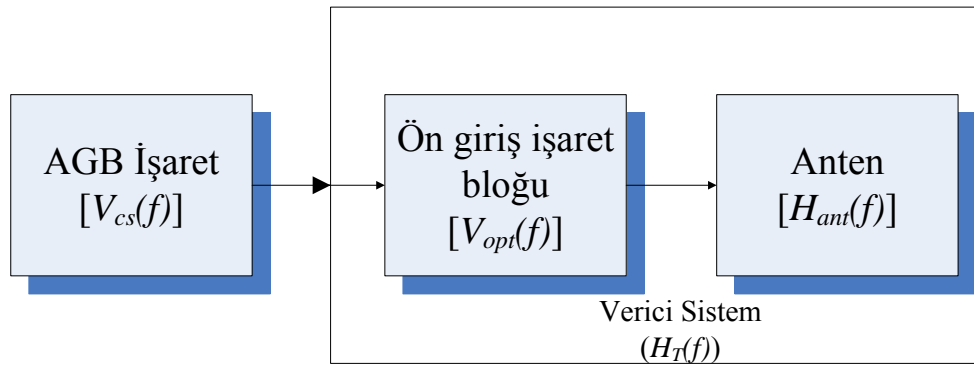 AGB İşaret
[Vcs(f)]
Ön giriş işaret
bloğu
[Vopt(f)]
Anten
[Hant(f)]
Verici Sistem
(HT(f))